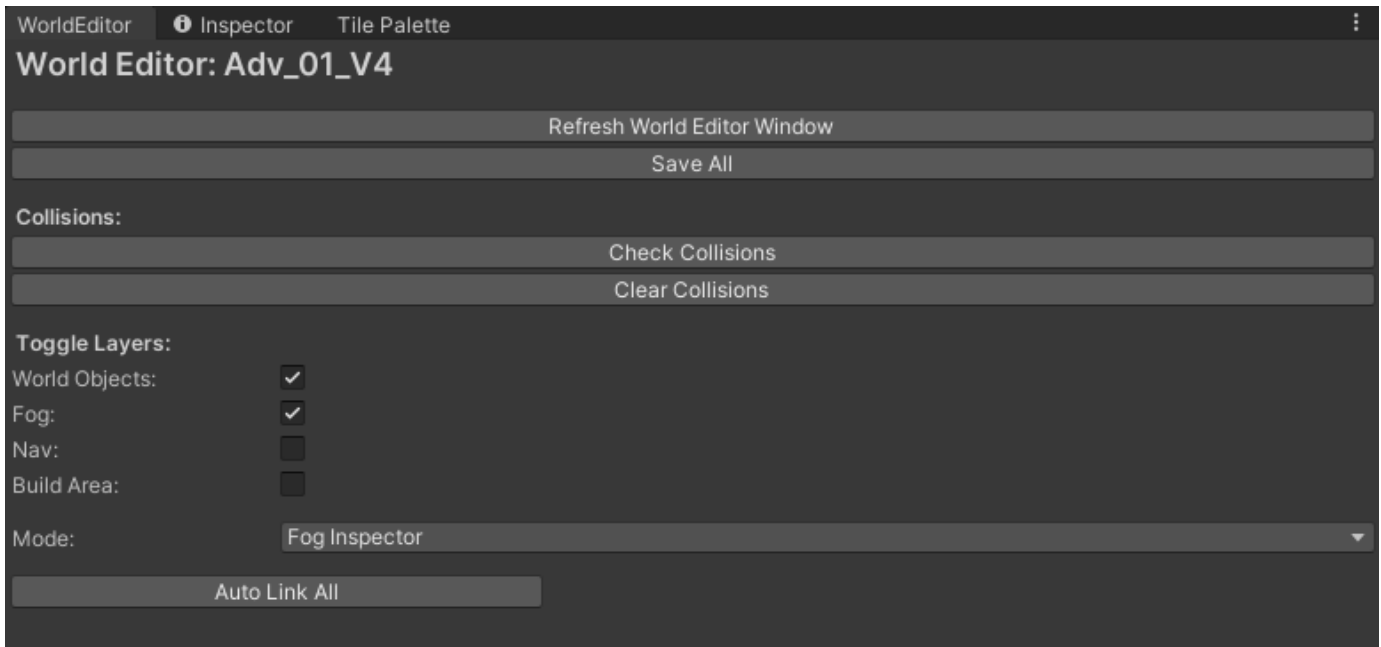 WorldEditor Inspector Tile Palette
World Editor: Adv_01_V4
Refresh World Editor Window
Save All
Collisions:
Check Collisions
Clear Collisions
Toggle Layers:
World Objects:
Fog:
Nav:
Build Area:
Mode: Fog Inspector
Auto Link All